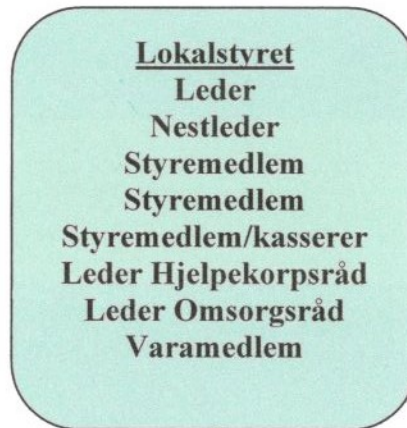 Lokalstyret
Leder
Nestleder
Styremedlem
Styremedlem
Styremedlem/kasserer
Leder Hjelpekorpsråd
Leder Omsorgsråd
Varamedlem